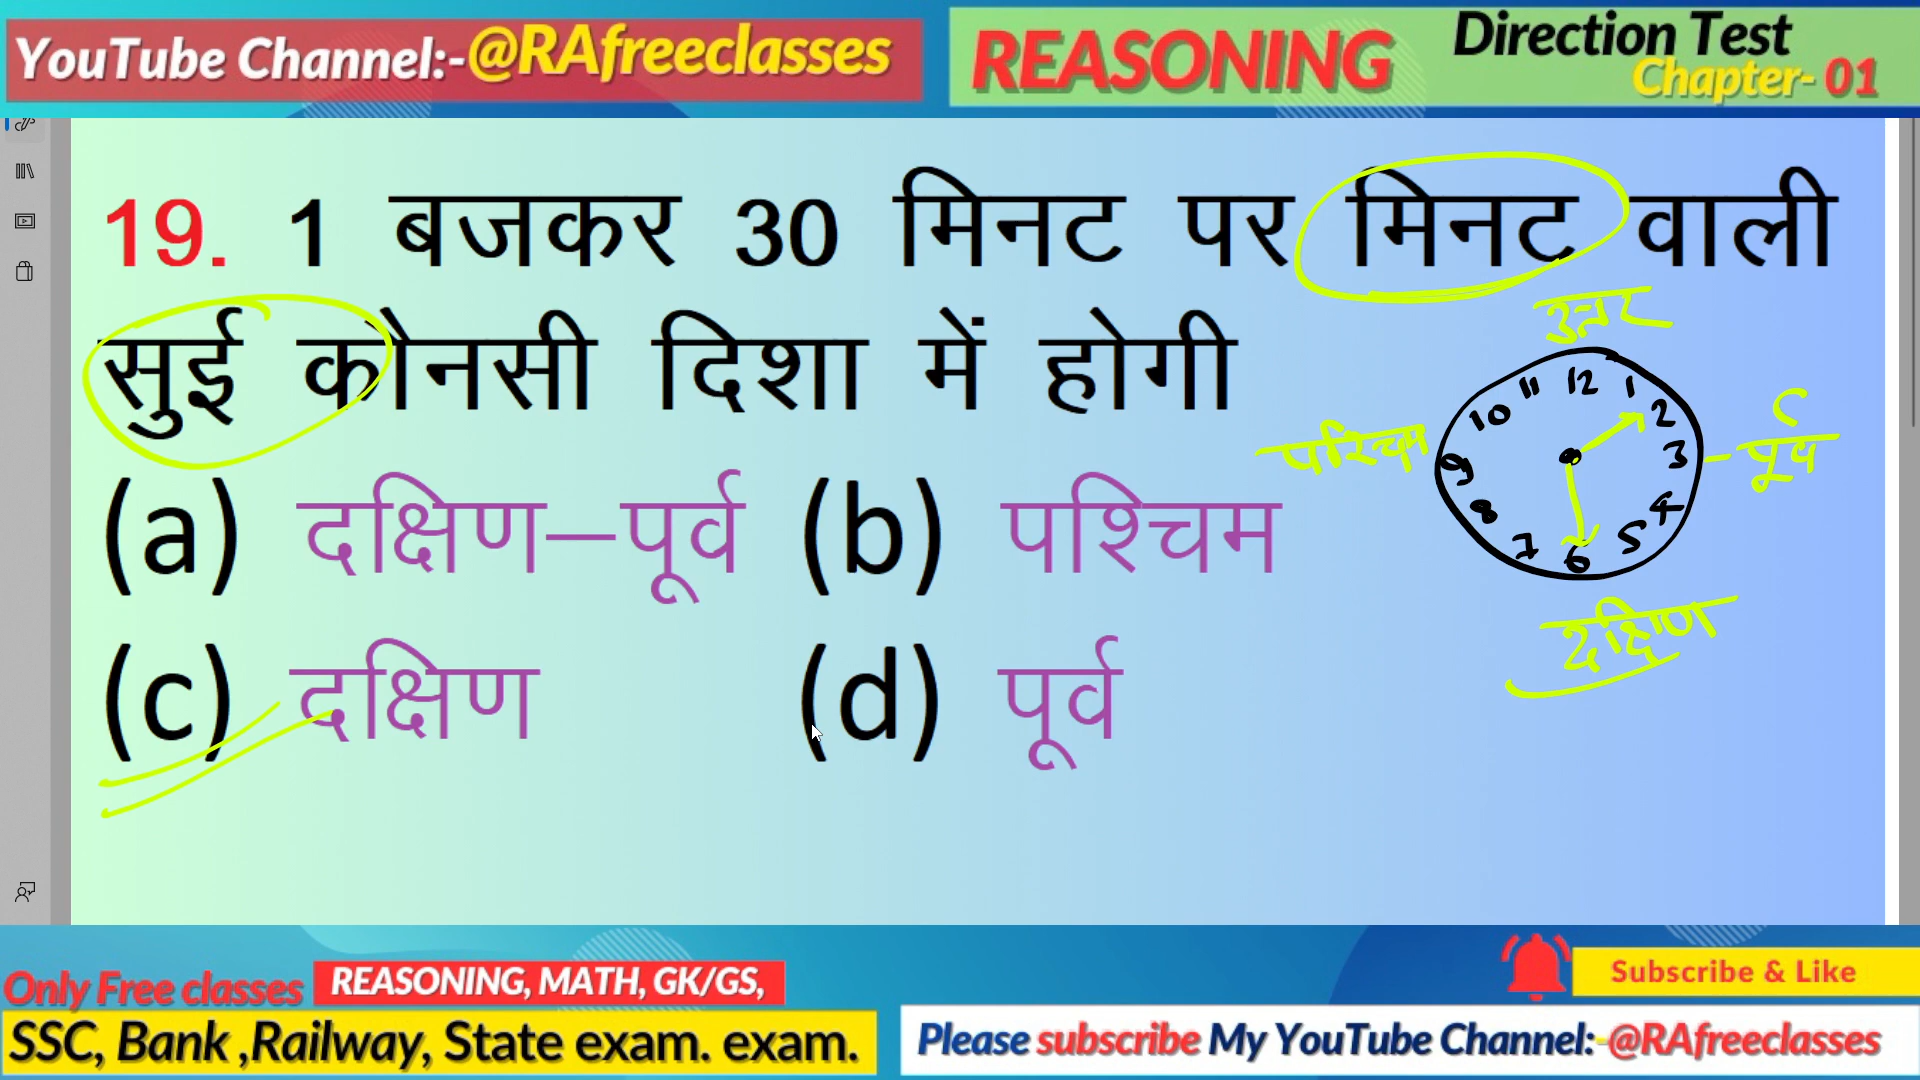 YouTube Channel:-@RAfreeclasses
REASONING
Direction Test
Chapter- 01
19. 1 बजकर 30 मिनट पर मिनट वाली
सुई कौनसी दिशा में होगी
(a) दक्षिण–पूर्व (b) पश्चिम
(c) दक्षिण (d) पूर्व
उत्तर
पश्चिम
पूर्व
दक्षिण
12
1
2
3
4
5
6
7
8
9
10
11
Only Free classes REASONING, MATH, GK/GS,
SSC, Bank ,Railway, State exam. exam.
Subscribe & Like
Please subscribe My YouTube Channel:-@RAfreeclasses